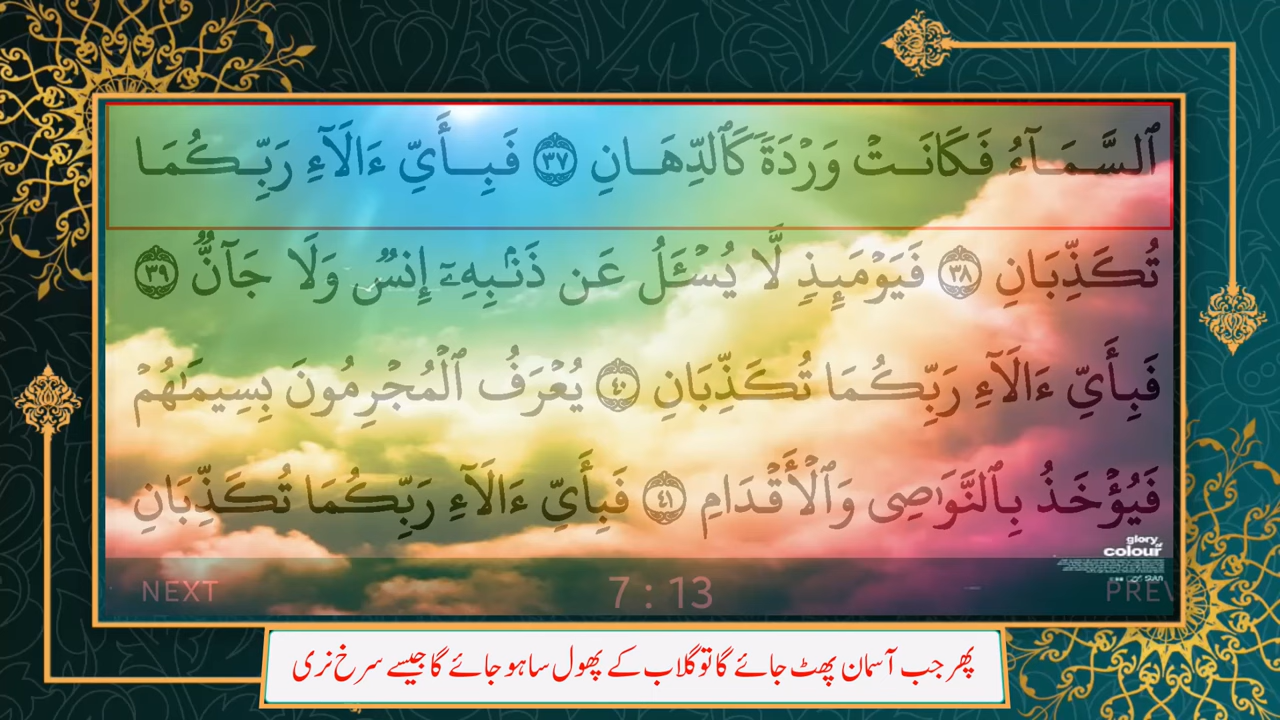 ٱلسَّمَآءُ فَكَانَتْ وَرْدَةً كَٱلدِّهَانِ ٣٧ فَبِأَيِّ ءَالَآءِ رَبِّكُمَا
تُكَذِّبَانِ ٣٨ فَيَوْمَئِذٍ لَّا يُسْـَٔلُ عَن ذَنۢبِهِۦٓ إِنسٌ وَلَا جَآنٌّ ٣٩
فَبِأَيِّ ءَالَآءِ رَبِّكُمَا تُكَذِّبَانِ ٤٠ يُعْرَفُ ٱلْمُجْرِمُونَ بِسِيمَـٰهُمْ
فَيُؤْخَذُ بِٱلنَّوَٰصِى وَٱلْأَقْدَامِ ٤١ فَبِأَيِّ ءَالَآءِ رَبِّكُمَا تُكَذِّبَانِ
glory of
colour
NEXT 7 : 13 PREV
پھر جب آسمان پھٹ جائے گا تو گلاب کے پھول سا ہو جائے گا جیسے سرخ نری